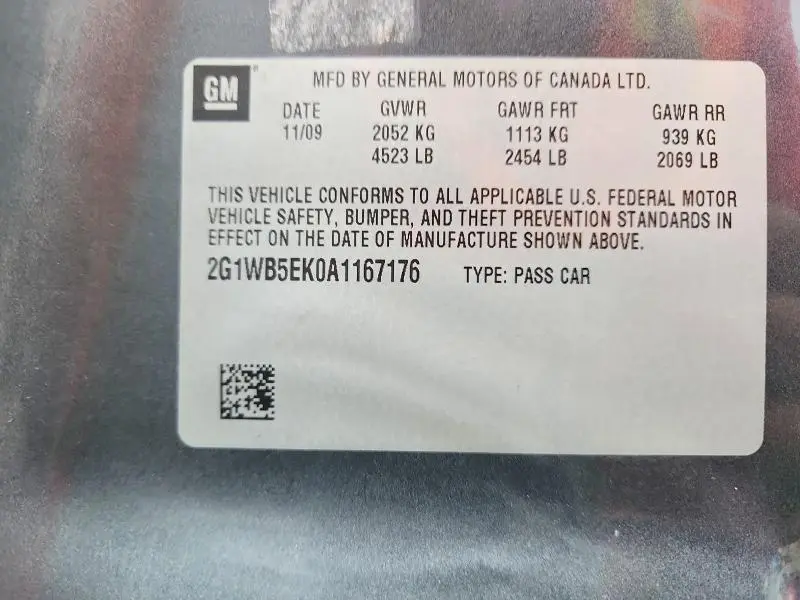 GM
MFD BY GENERAL MOTORS OF CANADA LTD.
DATE GVWR GAWR FRT GAWR RR
11/09 2052 KG 1113 KG 939 KG
4523 LB 2454 LB 2069 LB
THIS VEHICLE CONFORMS TO ALL APPLICABLE U.S. FEDERAL MOTOR
VEHICLE SAFETY, BUMPER, AND THEFT PREVENTION STANDARDS IN
EFFECT ON THE DATE OF MANUFACTURE SHOWN ABOVE.
2G1WB5EK0A1167176 TYPE: PASS CAR